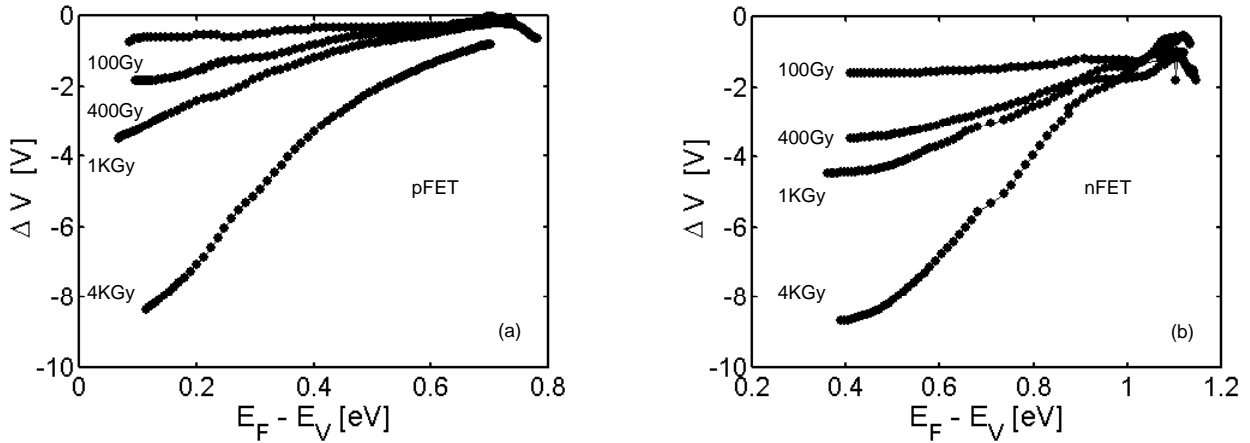 0
-2
-4
-6
-8
-10
0
0.2
0.4
0.6
0.8
Δ V [V]
E_F - E_V [eV]
100Gy
400Gy
1KGy
4KGy
pFET
(a)
0
-2
-4
-6
-8
-10
0.2
0.4
0.6
0.8
1
1.2
Δ V [V]
E_F - E_V [eV]
100Gy
400Gy
1KGy
4KGy
nFET
(b)